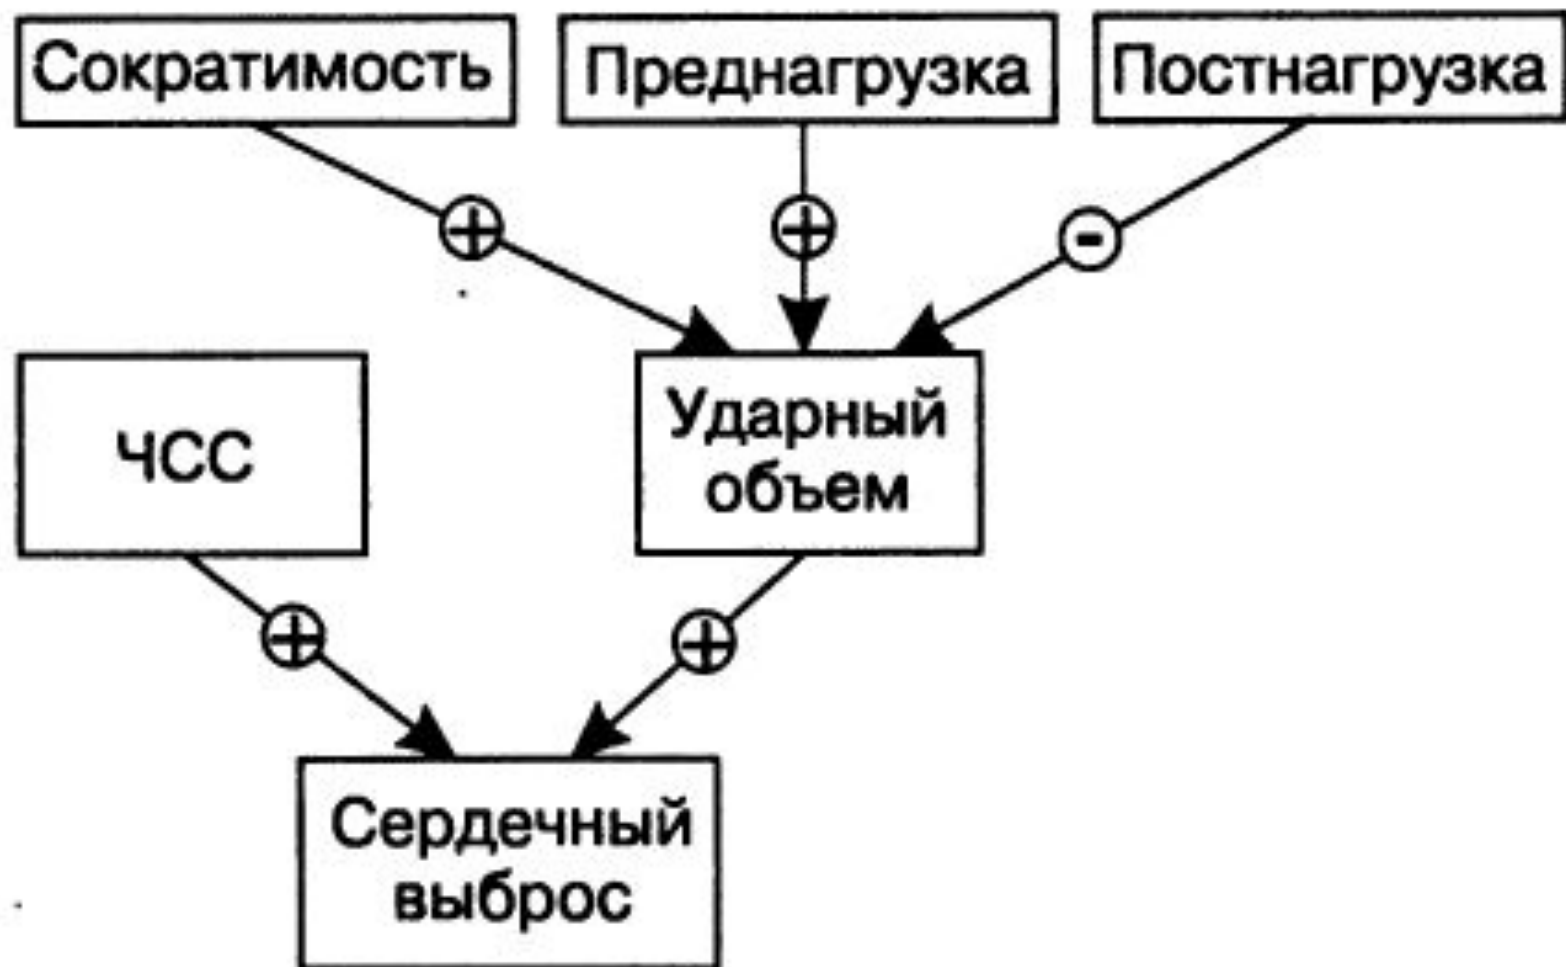 Сократимость
Преднагрузка
Постнагрузка
+
+
-
ЧСС
Ударный
объем
+
+
Сердечный
выброс